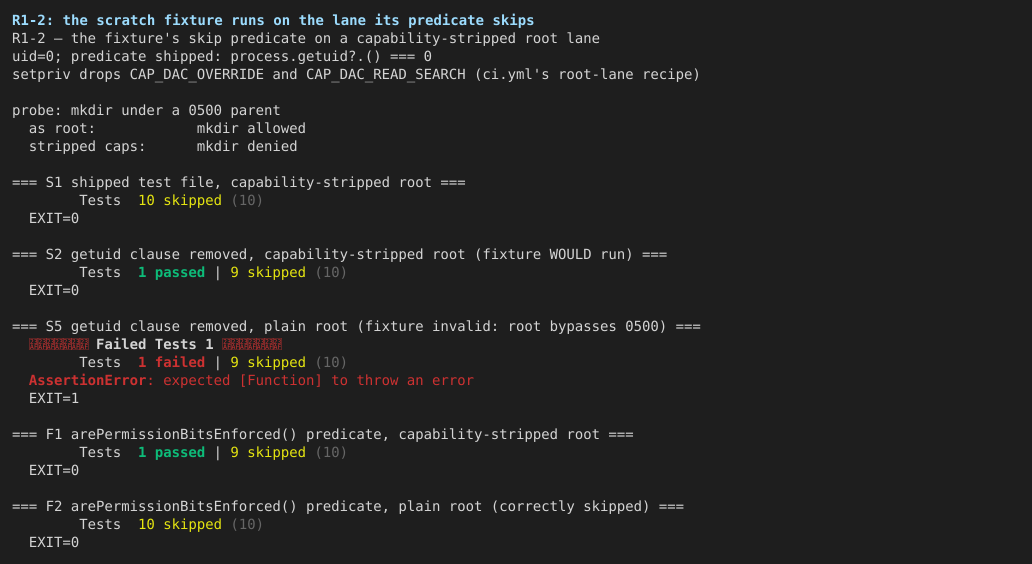 R1-2: the scratch fixture runs on the lane its predicate skips
R1-2 — the fixture's skip predicate on a capability-stripped root lane
uid=0; predicate shipped: process.getuid?.() === 0
setpriv drops CAP_DAC_OVERRIDE and CAP_DAC_READ_SEARCH (ci.yml's root-lane recipe)
probe: mkdir under a 0500 parent
as root: mkdir allowed
stripped caps: mkdir denied
=== S1 shipped test file, capability-stripped root ===
Tests 10 skipped (10)
EXIT=0
=== S2 getuid clause removed, capability-stripped root (fixture WOULD run) ===
Tests 1 passed | 9 skipped (10)
EXIT=0
=== S5 getuid clause removed, plain root (fixture invalid: root bypasses 0500) ===
Failed Tests 1
Tests 1 failed | 9 skipped (10)
AssertionError: expected [Function] to throw an error
EXIT=1
=== F1 arePermissionBitsEnforced() predicate, capability-stripped root ===
Tests 1 passed | 9 skipped (10)
EXIT=0
=== F2 arePermissionBitsEnforced() predicate, plain root (correctly skipped) ===
Tests 10 skipped (10)
EXIT=0